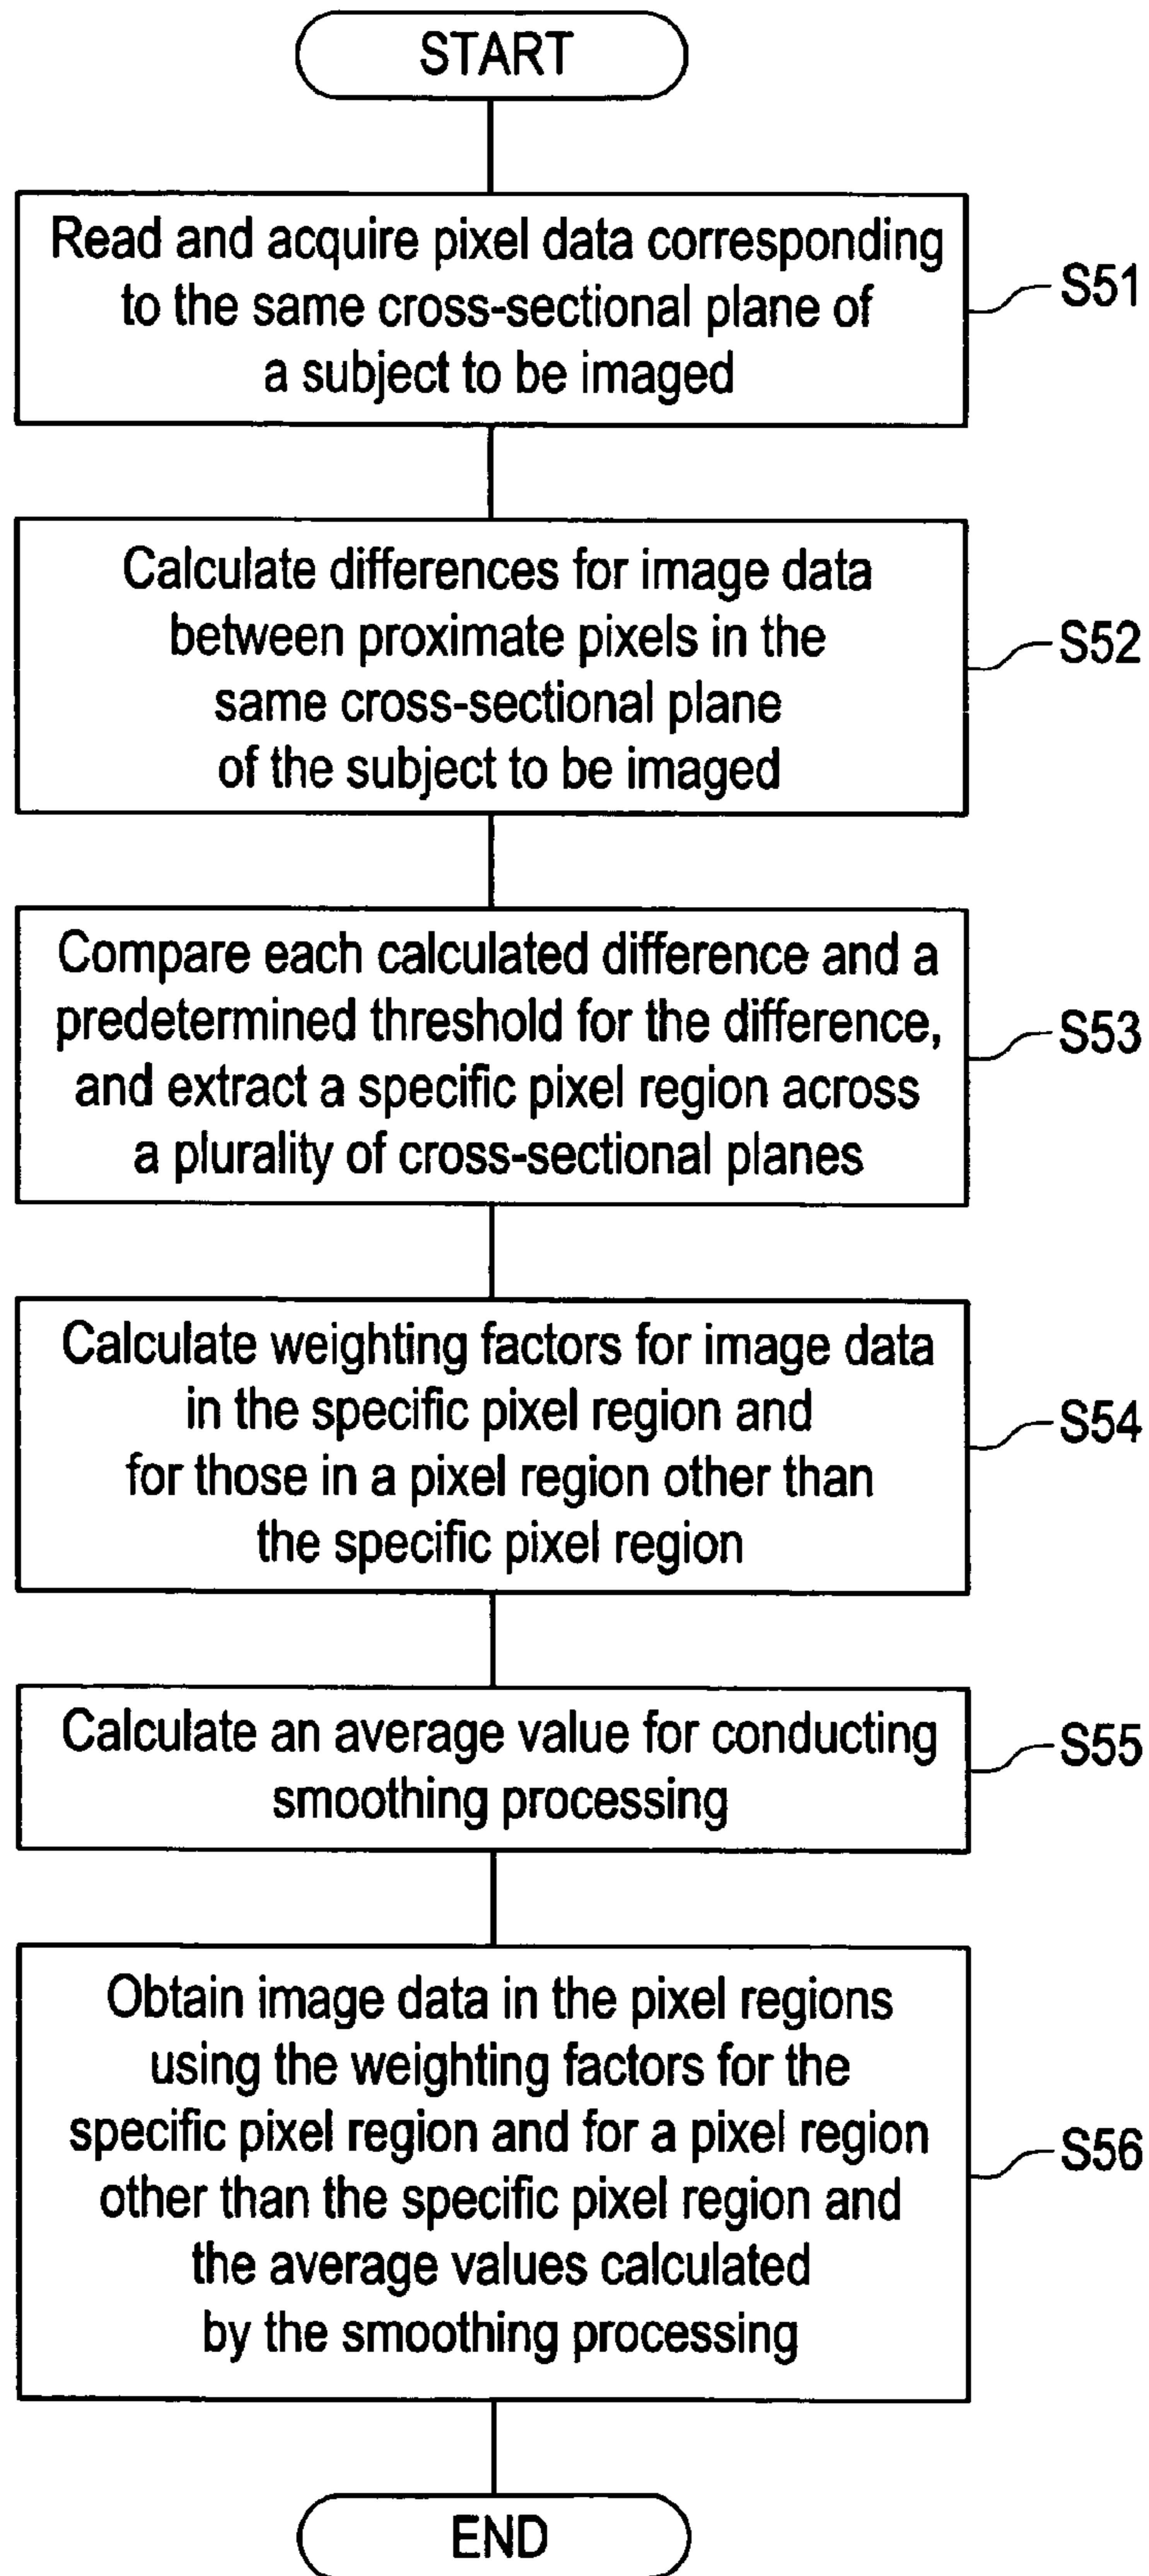 START
Read and acquire pixel data corresponding
to the same cross-sectional plane of
a subject to be imaged
S51
Calculate differences for image data
between proximate pixels in the
same cross-sectional plane
of the subject to be imaged
S52
Compare each calculated difference and a
predetermined threshold for the difference,
and extract a specific pixel region across
a plurality of cross-sectional planes
S53
Calculate weighting factors for image data
in the specific pixel region and
for those in a pixel region other than
the specific pixel region
S54
Calculate an average value for conducting
smoothing processing
S55
Obtain image data in the pixel regions
using the weighting factors for the
specific pixel region and for a pixel region
other than the specific pixel region and
the average values calculated
by the smoothing processing
S56
END